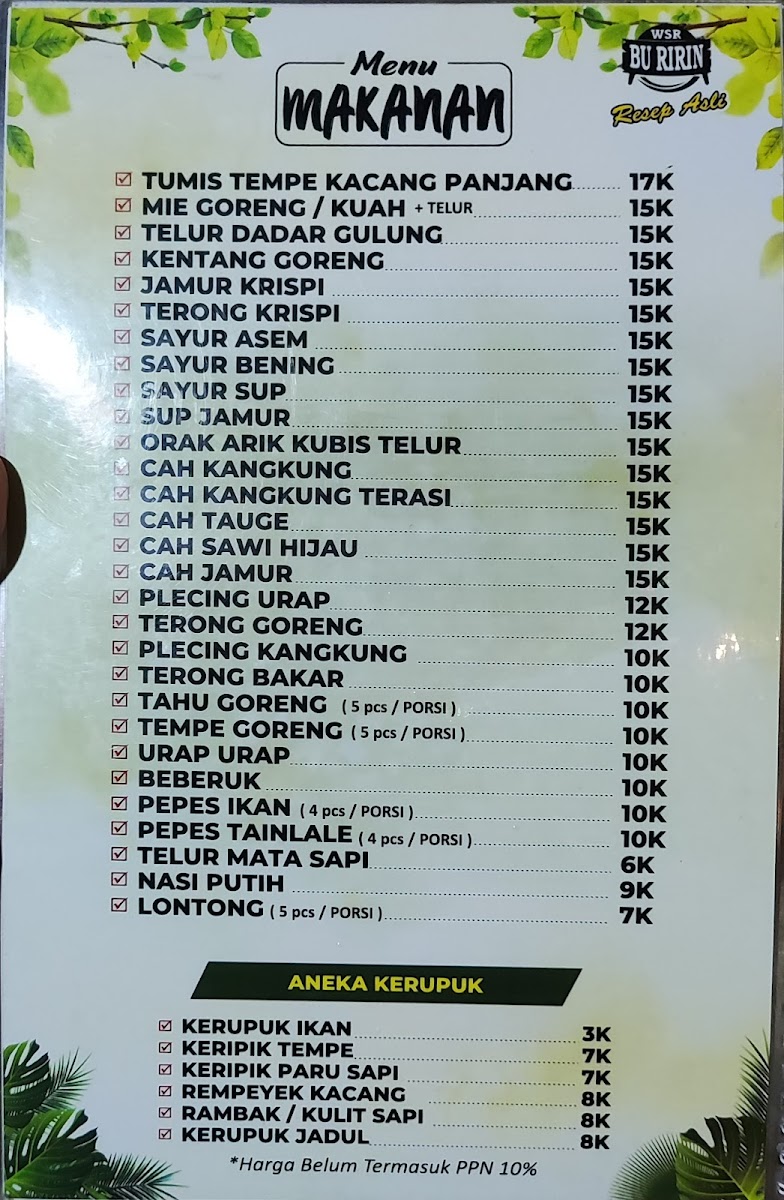 Menu
MAKANAN
WSR
BU RIRIN
Resep Asli
TUMIS TEMPE KACANG PANJANG 17K
MIE GORENG / KUAH + TELUR 15K
TELUR DADAR GULUNG 15K
KENTANG GORENG 15K
JAMUR KRISPI 15K
TERONG KRISPI 15K
SAYUR ASEM 15K
SAYUR BENING 15K
SAYUR SUP 15K
SUP JAMUR 15K
ORAK ARIK KUBIS TELUR 15K
CAH KANGKUNG 15K
CAH KANGKUNG TERASI 15K
CAH TAUGE 15K
CAH SAWI HIJAU 15K
CAH JAMUR 15K
PLECING URAP 12K
TERONG GORENG 12K
PLECING KANGKUNG 10K
TERONG BAKAR 10K
TAHU GORENG ( 5 pcs / PORSI ) 10K
TEMPE GORENG ( 5 pcs / PORSI ) 10K
URAP URAP 10K
BEBERUK 10K
PEPES IKAN ( 4 pcs / PORSI ) 10K
PEPES TAINLALE ( 4 pcs / PORSI ) 10K
TELUR MATA SAPI 6K
NASI PUTIH 9K
LONTONG ( 5 pcs / PORSI ) 7K
ANEKA KERUPUK
KERUPUK IKAN 3K
KERIPIK TEMPE 7K
KERIPIK PARU SAPI 7K
REMPEYEK KACANG 8K
RAMBAK / KULIT SAPI 8K
KERUPUK JADUL 8K
*Harga Belum Termasuk PPN 10%